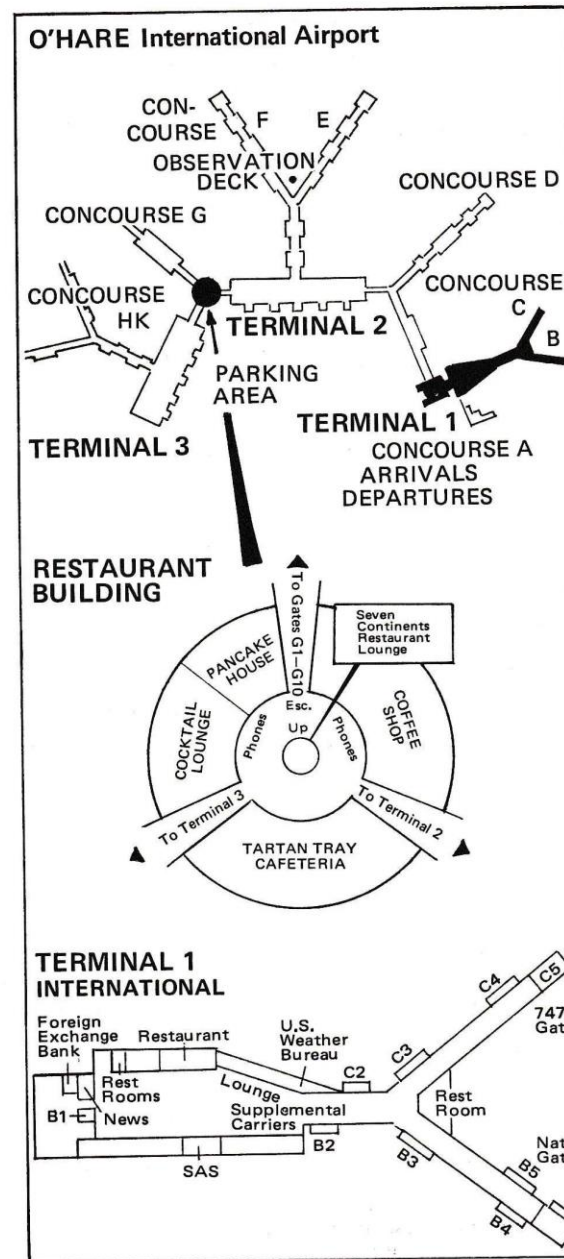 O'HARE International Airport
CON-
COURSE
F
E
OBSERVATION
DECK
CONCOURSE D
CONCOURSE G
CONCOURSE
C
B
CONCOURSE
HK
TERMINAL 2
PARKING
AREA
TERMINAL 1
TERMINAL 3
CONCOURSE A
ARRIVALS
DEPARTURES
RESTAURANT
BUILDING
To Gates G1–G10
Seven
Continents
Restaurant
Lounge
PANCAKE
HOUSE
Esc.
Up
COCKTAIL
LOUNGE
Phones
Phones
COFFEE
SHOP
To Terminal 3
To Terminal 2
TARTAN TRAY
CAFETERIA
TERMINAL 1
INTERNATIONAL
C4
C5
747
Gat
Foreign
Exchange
Bank
Restaurant
U.S.
Weather
Bureau
C2
C3
Rest
Rooms
Lounge
Rest
Room
B1
News
Supplemental
Carriers
B2
SAS
B3
B5
B4
Nat
Gat